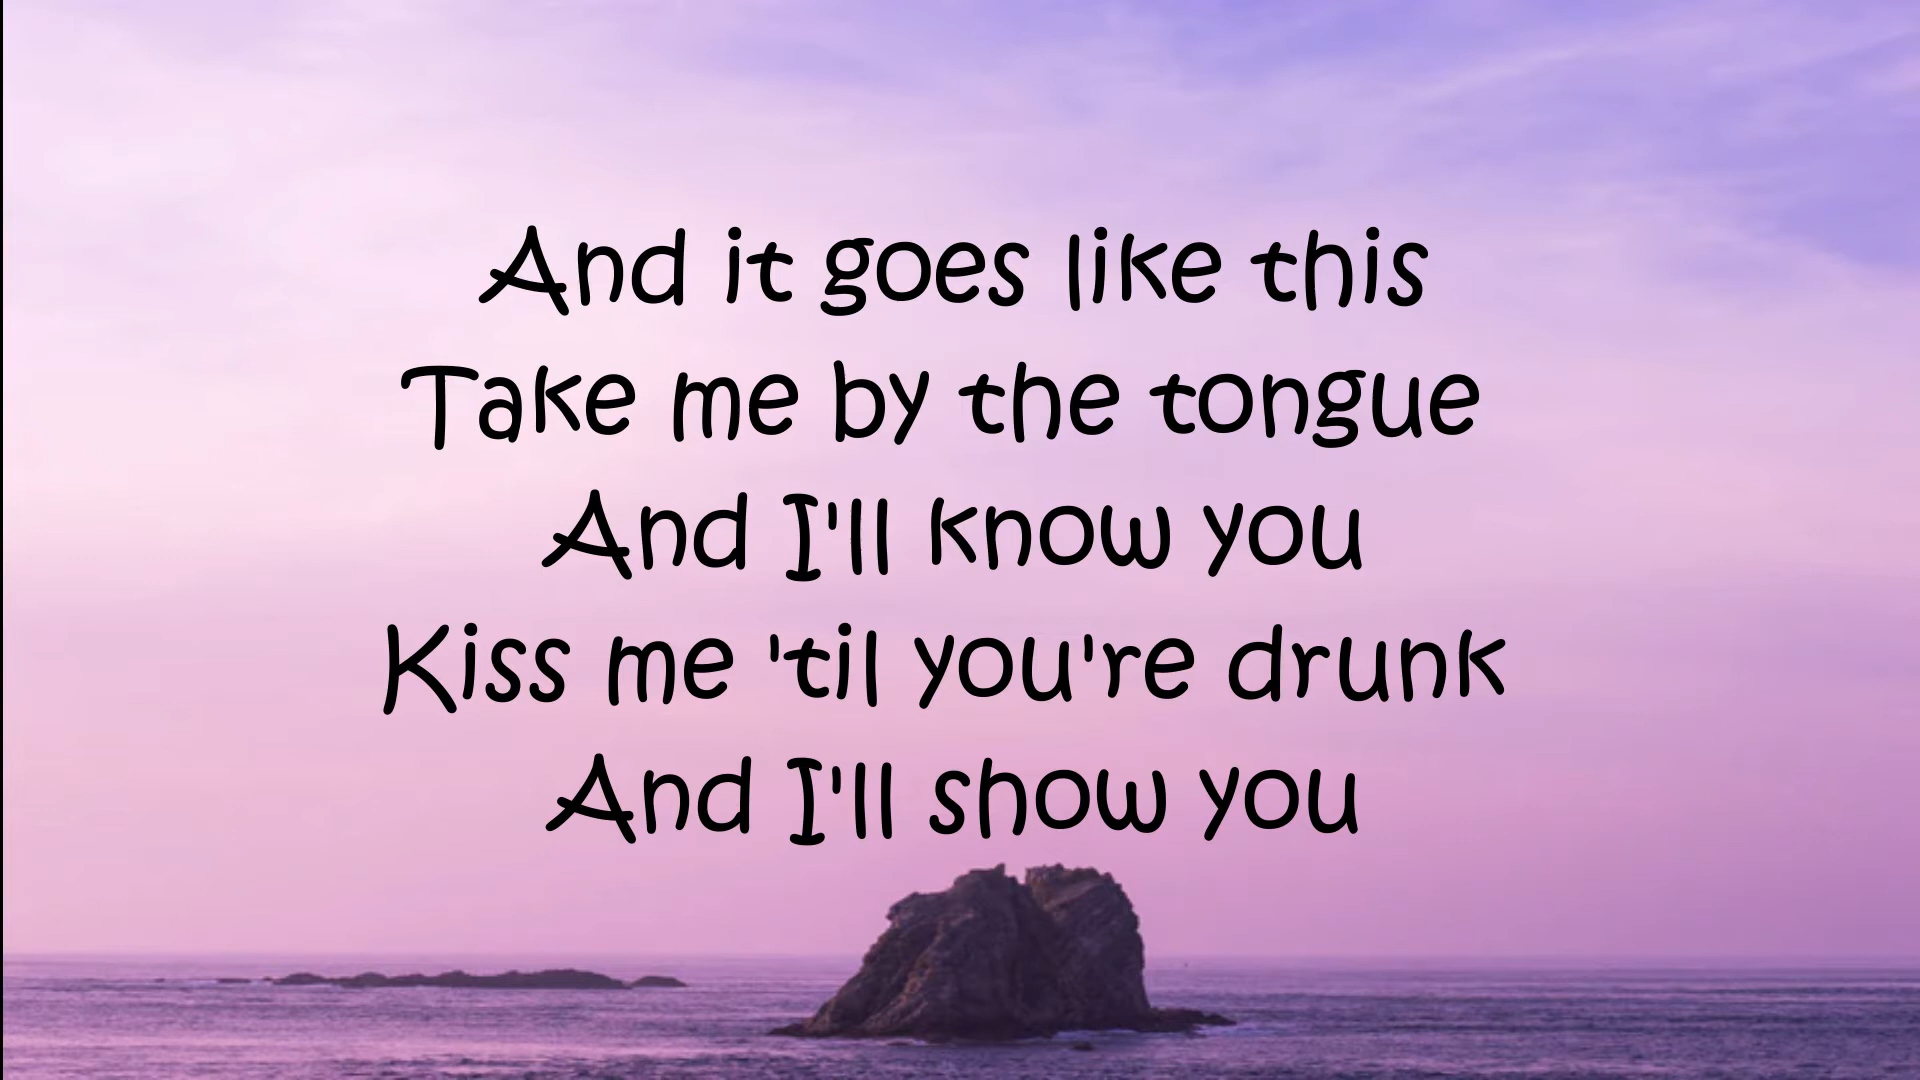 And it goes like this
Take me by the tongue
And I'll know you
Kiss me 'til you're drunk
And I'll show you